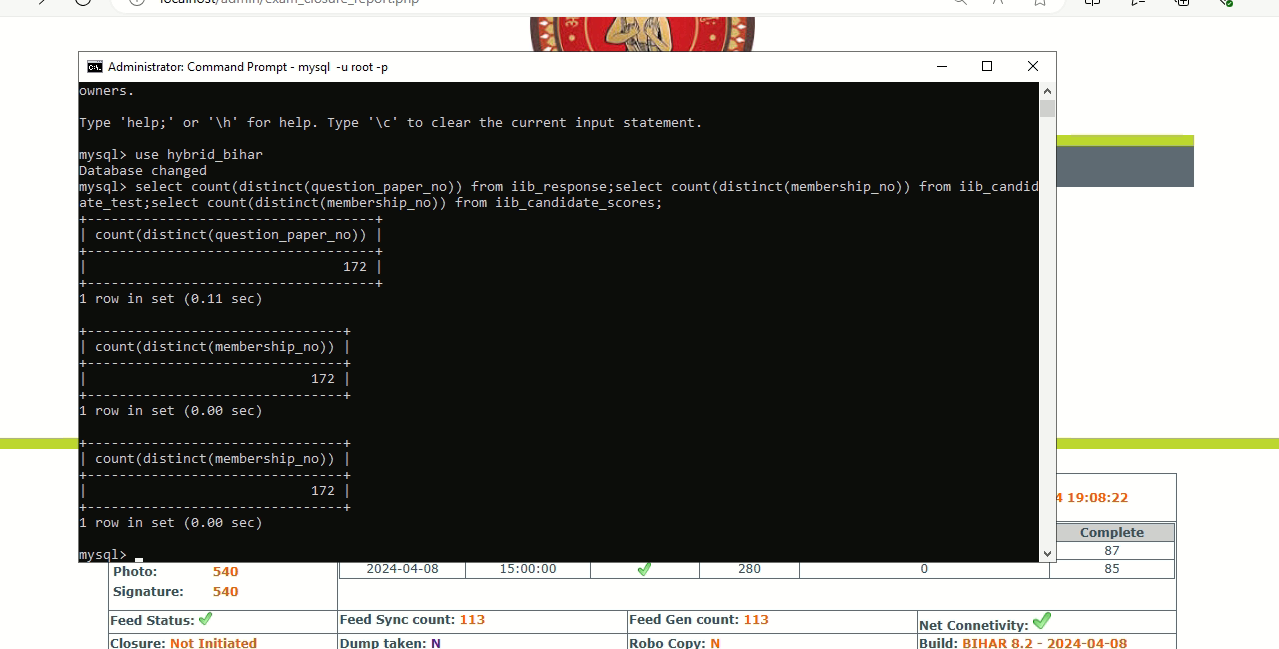 localhost/admin/exam_closure_report.php
Administrator: Command Prompt - mysql -u root -p
owners.
Type 'help;' or '\h' for help. Type '\c' to clear the current input statement.
mysql> use hybrid_bihar
Database changed
mysql> select count(distinct(question_paper_no)) from iib_response;select count(distinct(membership_no)) from iib_candid
ate_test;select count(distinct(membership_no)) from iib_candidate_scores;
+------------------------------------+
| count(distinct(question_paper_no)) |
+------------------------------------+
| 172 |
+------------------------------------+
1 row in set (0.11 sec)
+--------------------------------+
| count(distinct(membership_no)) |
+--------------------------------+
| 172 |
+--------------------------------+
1 row in set (0.00 sec)
+--------------------------------+
| count(distinct(membership_no)) |
+--------------------------------+
| 172 |
+--------------------------------+
1 row in set (0.00 sec)
mysql>
4 19:08:22
Complete
87
2024-04-08 15:00:00 280 0 85
Photo: 540
Signature: 540
Feed Status: Feed Sync count: 113 Feed Gen count: 113 Net Connetivity:
Closure: Not Initiated Dump taken: N Robo Copy: N Build: BIHAR 8.2 - 2024-04-08